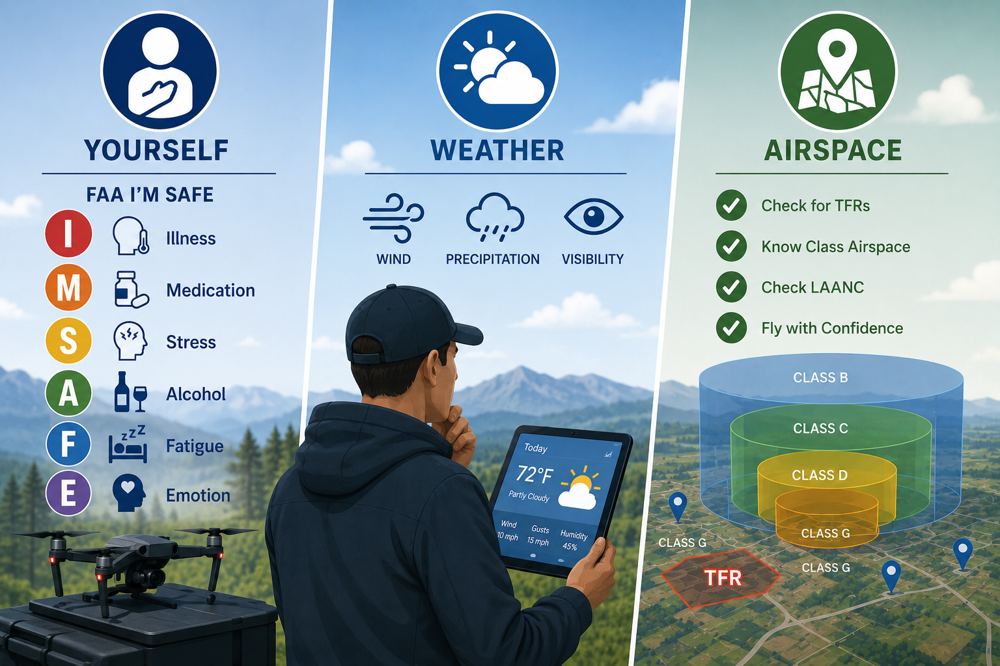 YOURSELF
FAA I'M SAFE
I Illness
M Medication
S Stress
A Alcohol
F Fatigue
zzz
E Emotion
WEATHER
WIND PRECIPITATION VISIBILITY
Today
72°F
Partly Cloudy
Wind Gusts Humidity
10 mph 15 mph 45%
AIRSPACE
Check for TFRs
Know Class Airspace
Check LAANC
Fly with Confidence
CLASS B
CLASS C
CLASS D
CLASS G
CLASS G
CLASS G
TFR